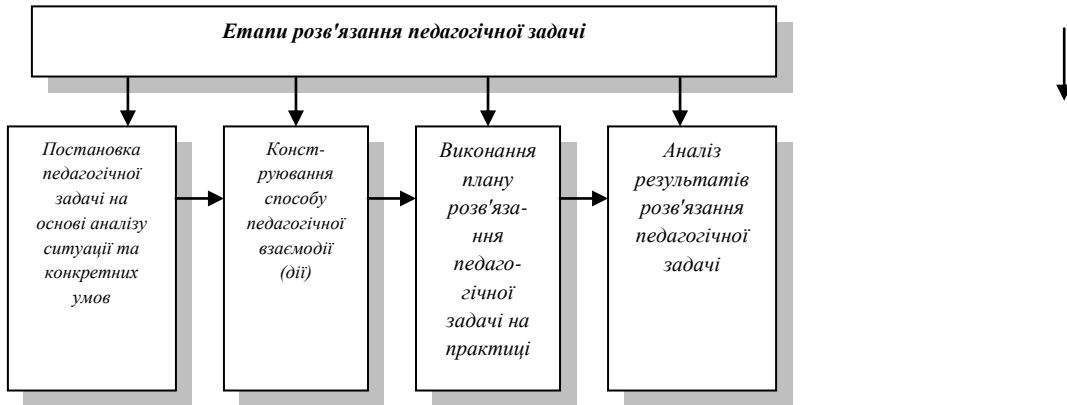 Етапи розв'язання педагогічної задачі
Постановка
педагогічної
задачі на
основі аналізу
ситуації та
конкретних
умов
Конст-
руювання
способу
педагогічної
взаємодії
(дії)
Виконання
плану
розв'яза-
ння
педаго-
гічної
задачі на
практиці
Аналіз
результатів
розв'язання
педагогічної
задачі